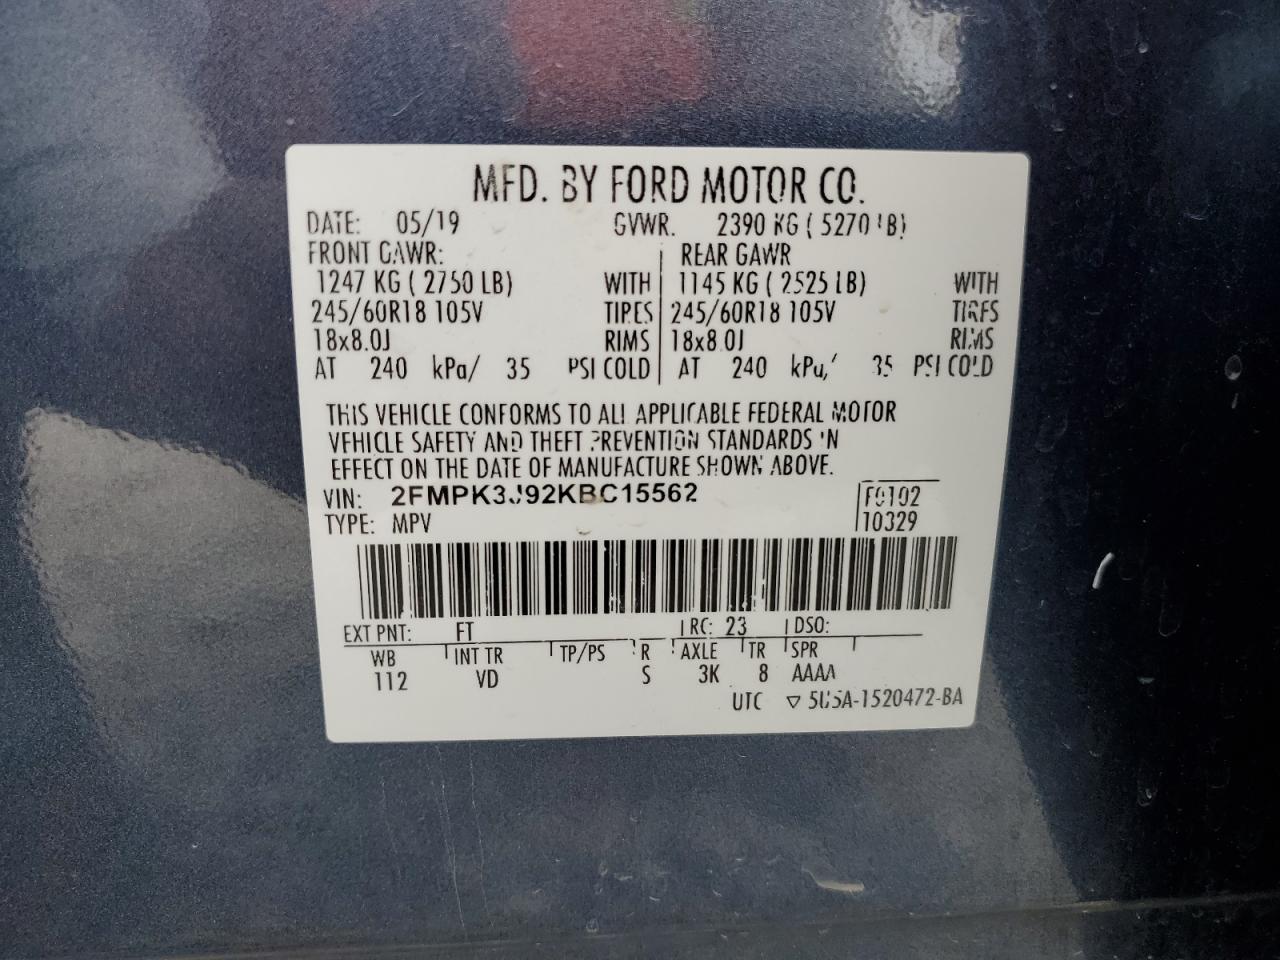 MFD. BY FORD MOTOR CO.
DATE: 05/19 GVWR. 2390 KG ( 5270 LB)
FRONT GAWR: REAR GAWR
1247 KG ( 2750 LB) WITH 1145 KG ( 2525 LB) WITH
245/60R18 105V TIRES 245/60R18 105V TIRES
18x8.0J RIMS 18x8.0J RIMS
AT 240 kPa/ 35 PSI COLD AT 240 kPa/ 35 PSI COLD
THIS VEHICLE CONFORMS TO ALL APPLICABLE FEDERAL MOTOR
VEHICLE SAFETY AND THEFT PREVENTION STANDARDS IN
EFFECT ON THE DATE OF MANUFACTURE SHOWN ABOVE.
VIN: 2FMPK3J92KBC15562 F0102
TYPE: MPV 10329
EXT PNT: FT RC: 23 DSO:
WB INT TR TP/PS R AXLE TR SPR
112 VD S 3K 8 AAAA
UTC ▽ 5U5A-1520472-BA